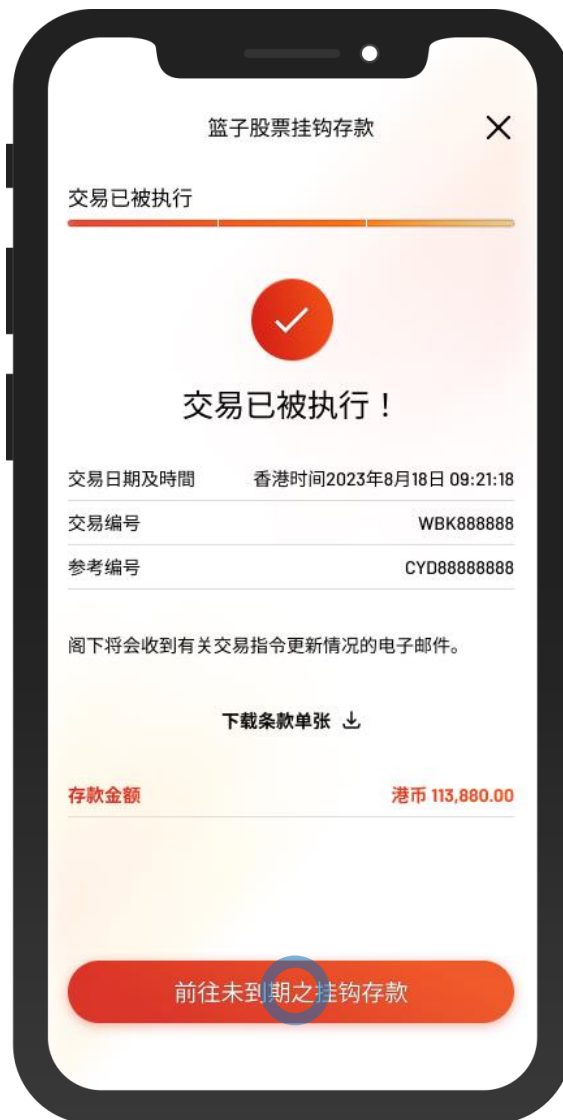 篮子股票挂钩存款
交易已被执行
交易已被执行！
交易日期及時間 香港时间2023年8月18日 09:21:18
交易编号 WBK888888
参考编号 CYD88888888
阁下将会收到有关交易指令更新情况的电子邮件。
下载条款单张
存款金额 港币 113,880.00
前往未到期之挂钩存款